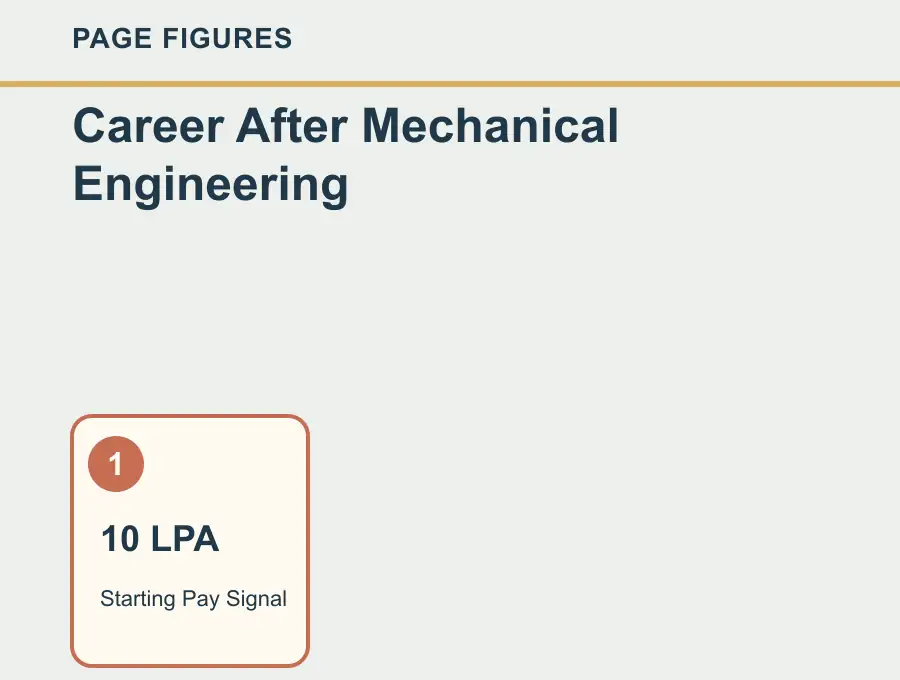 PAGE FIGURES
Career After Mechanical
Engineering
1
10 LPA
Starting Pay Signal